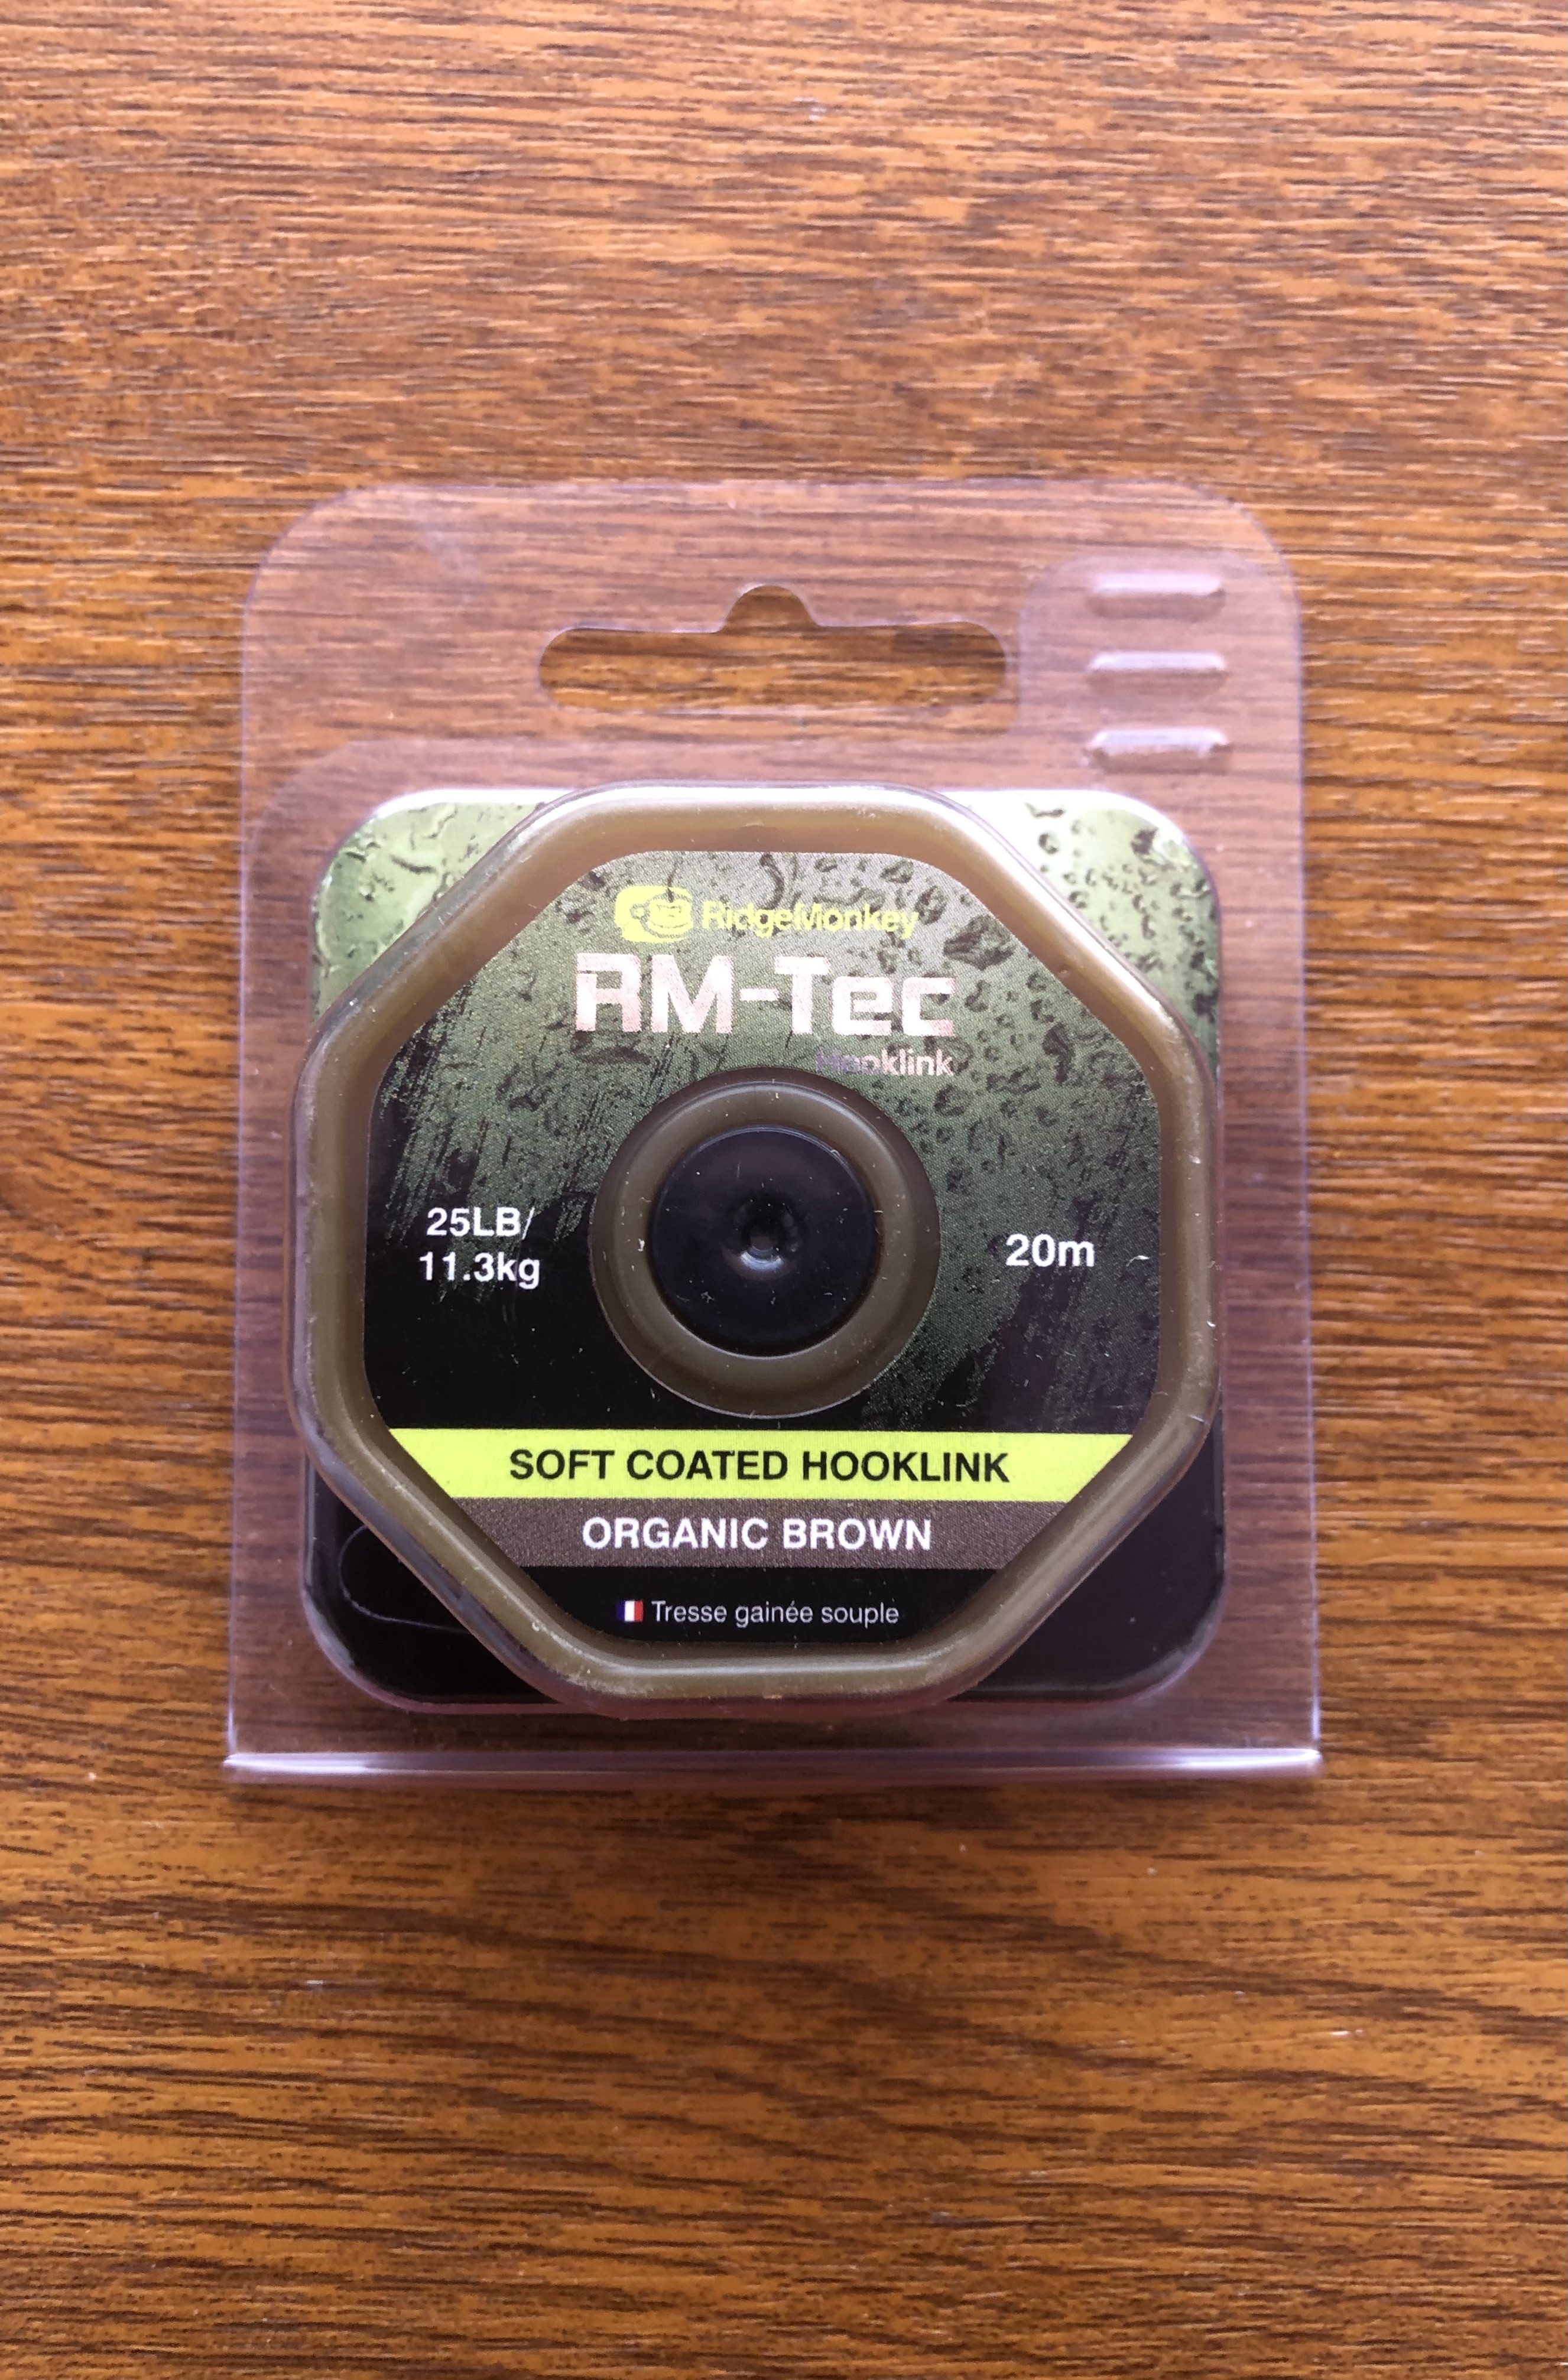 RidgeMonkey
RM-Tec
Hooklink
25LB/
11.3kg
20m
SOFT COATED HOOKLINK
ORGANIC BROWN
Tresse gainée souple